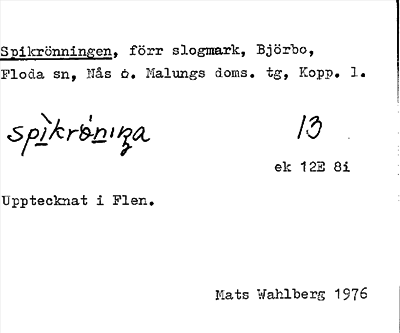 Spikrönningen, förr slogmark, Björbo,
Floda sn, Nås o. Malungs doms. tg, Kopp. l.
spìkröniŋa 13
ek 12E 8i
Upptecknat i Flen.
Mats Wahlberg 1976